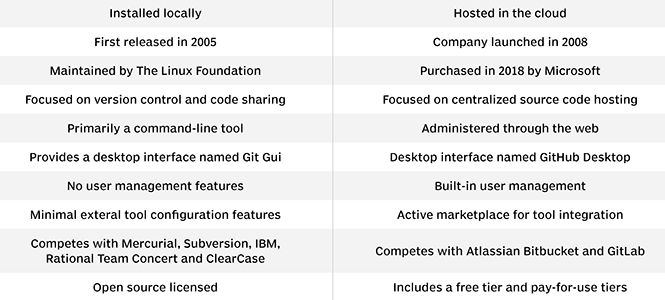 Installed locally
Hosted in the cloud
First released in 2005
Company launched in 2008
Maintained by The Linux Foundation
Purchased in 2018 by Microsoft
Focused on version control and code sharing
Focused on centralized source code hosting
Primarily a command-line tool
Administered through the web
Provides a desktop interface named Git Gui
Desktop interface named GitHub Desktop
No user management features
Built-in user management
Minimal exteral tool configuration features
Active marketplace for tool integration
Competes with Mercurial, Subversion, IBM,
Rational Team Concert and ClearCase
Competes with Atlassian Bitbucket and GitLab
Open source licensed
Includes a free tier and pay-for-use tiers